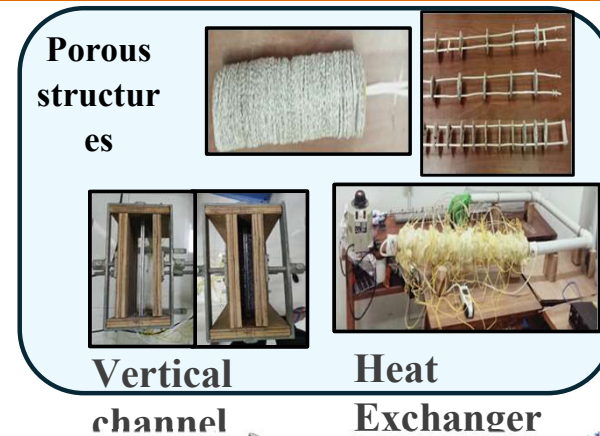 Porous
structur
es
Vertical
channel
Heat
Exchanger